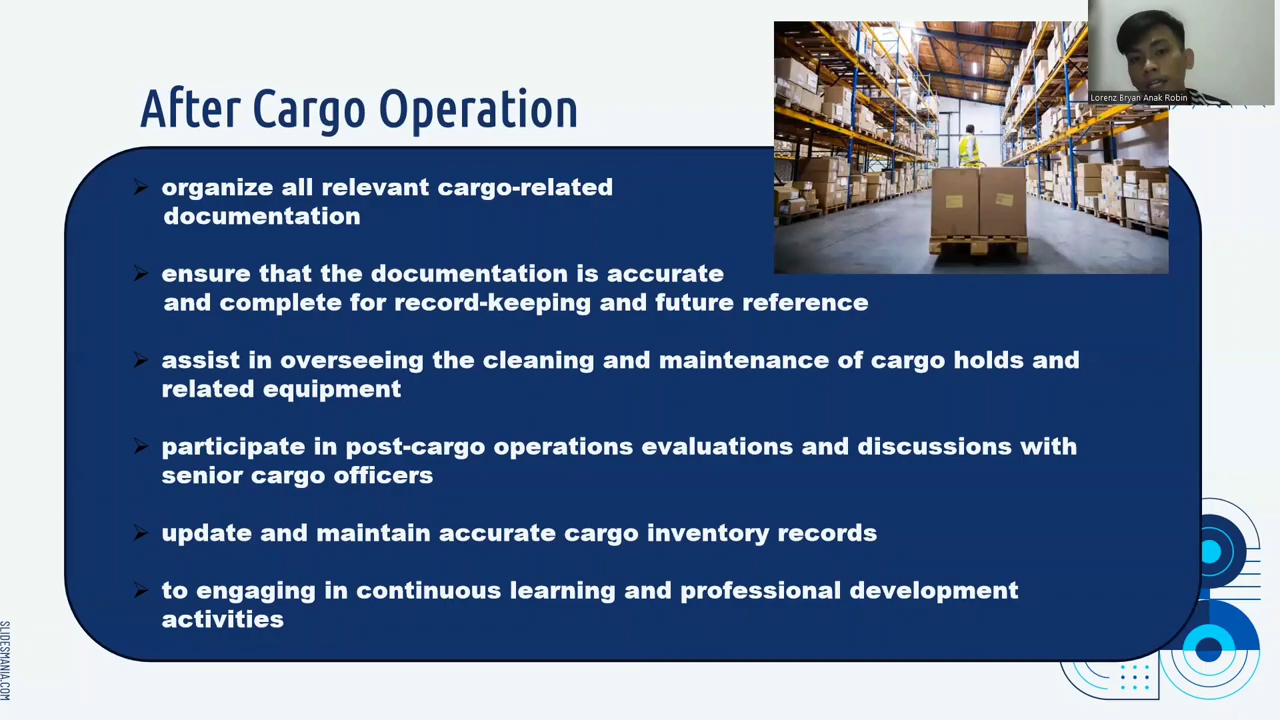 Lorenz Bryan Anak Robin
After Cargo Operation
organize all relevant cargo-related
documentation
ensure that the documentation is accurate
and complete for record-keeping and future reference
assist in overseeing the cleaning and maintenance of cargo holds and
related equipment
participate in post-cargo operations evaluations and discussions with
senior cargo officers
update and maintain accurate cargo inventory records
to engaging in continuous learning and professional development
activities
SLIDESMANIA.COM